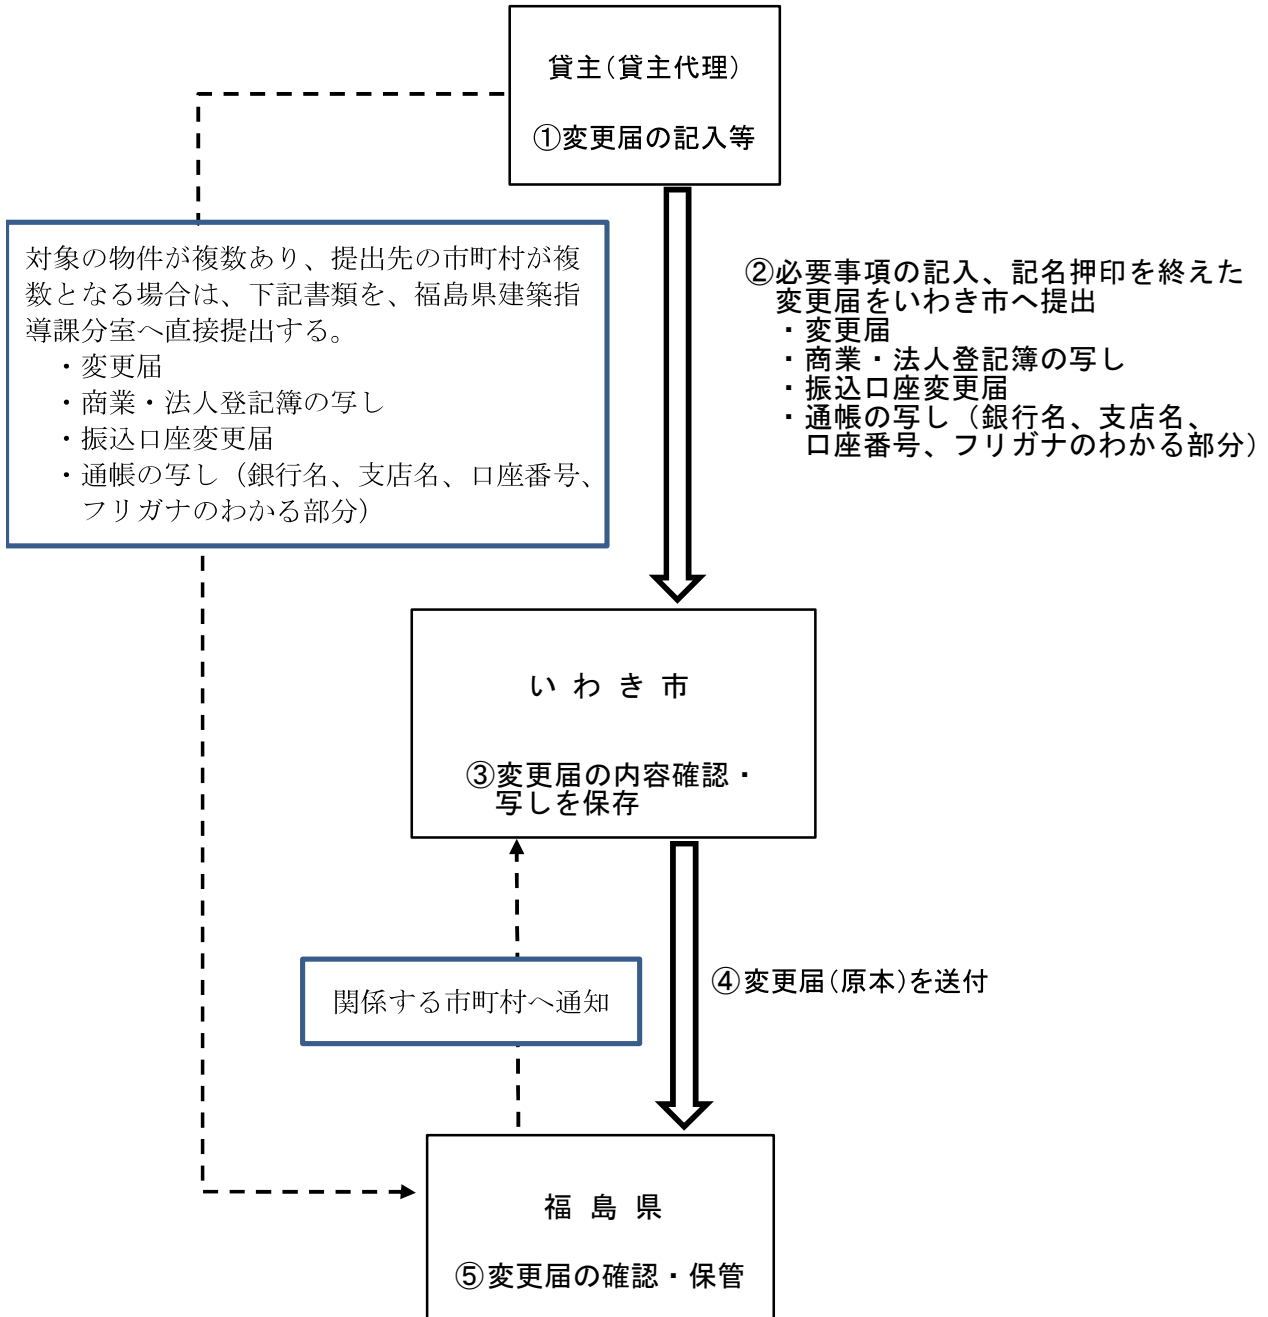 貸主(貸主代理)
①変更届の記入等
対象の物件が複数あり、提出先の市町村が複
数となる場合は、下記書類を、福島県建築指
導課分室へ直接提出する。
・変更届
・商業・法人登記簿の写し
・振込口座変更届
・通帳の写し（銀行名、支店名、口座番号、
フリガナのわかる部分）
②必要事項の記入、記名押印を終えた
変更届をいわき市へ提出
・変更届
・商業・法人登記簿の写し
・振込口座変更届
・通帳の写し（銀行名、支店名、
口座番号、フリガナのわかる部分）
い わ き 市
③変更届の内容確認・
写しを保存
関係する市町村へ通知
④変更届(原本)を送付
福 島 県
⑤変更届の確認・保管